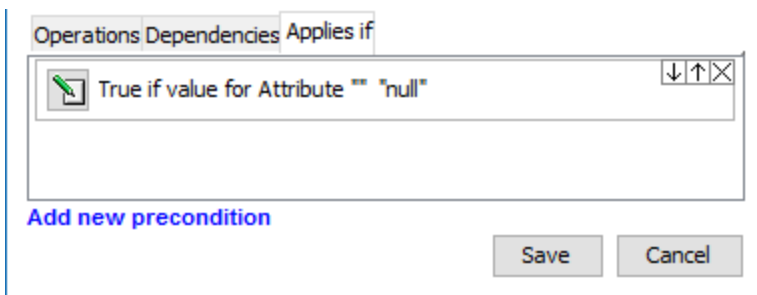 Operations Dependencies Applies if
True if value for Attribute "" "null"
Add new precondition
Save Cancel